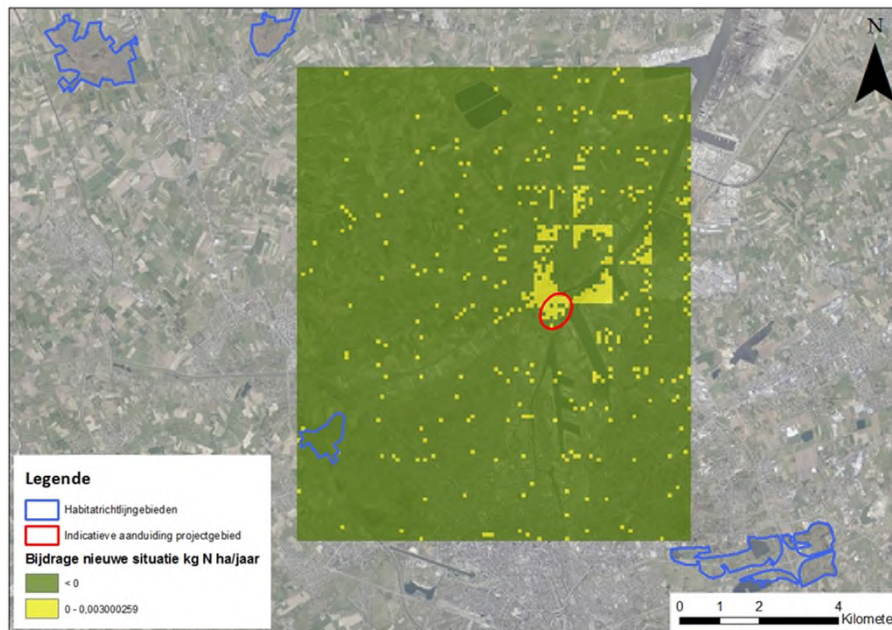 N
Legende
Habitatrichtlijngebieden
Indicatieve aanduiding projectgebied
Bijdrage nieuwe situatie kg N ha/jaar
< 0
0 - 0,003000259
0 1 2 4
Kilomete